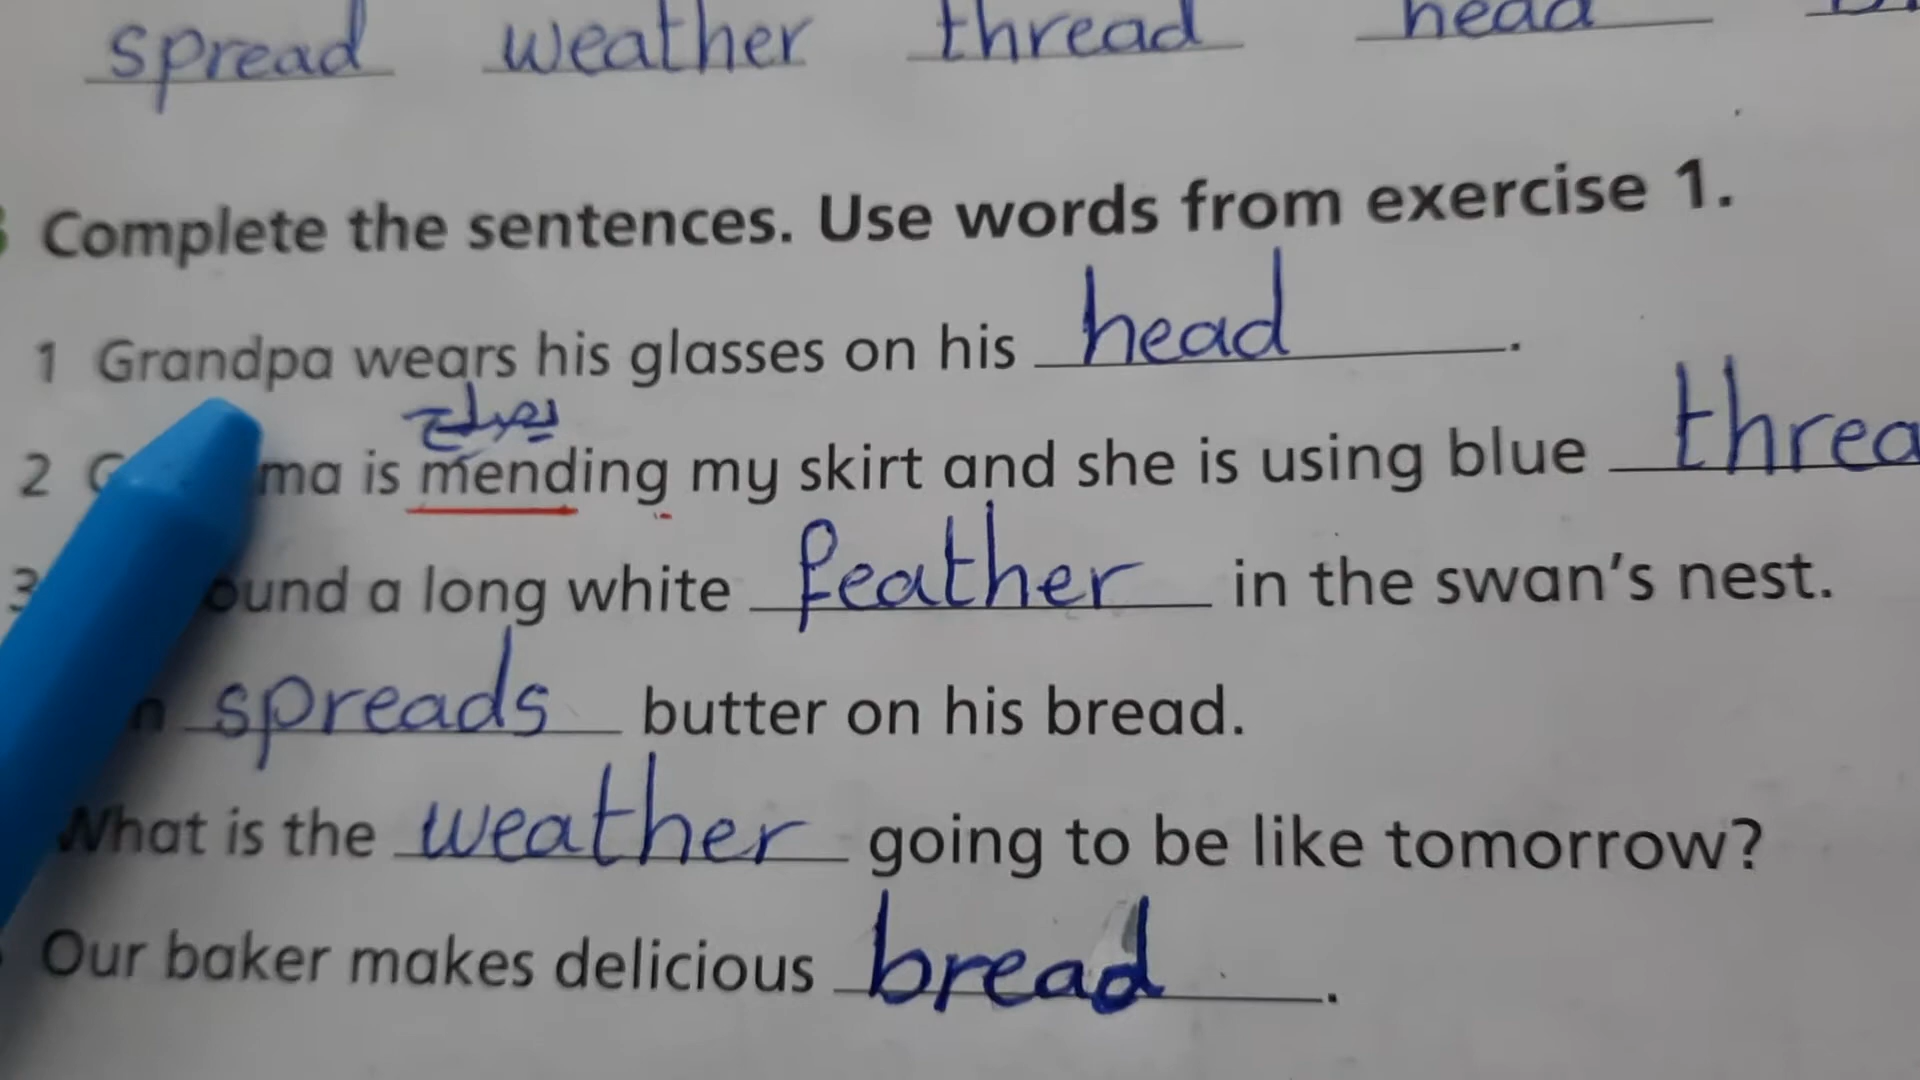 spread weather thread head
Complete the sentences. Use words from exercise 1.
1 Grandpa wears his glasses on his head.
يصلح
2 ma is mending my skirt and she is using blue threa
3 ound a long white feather in the swan's nest.
n spreads butter on his bread.
What is the weather going to be like tomorrow?
Our baker makes delicious bread.